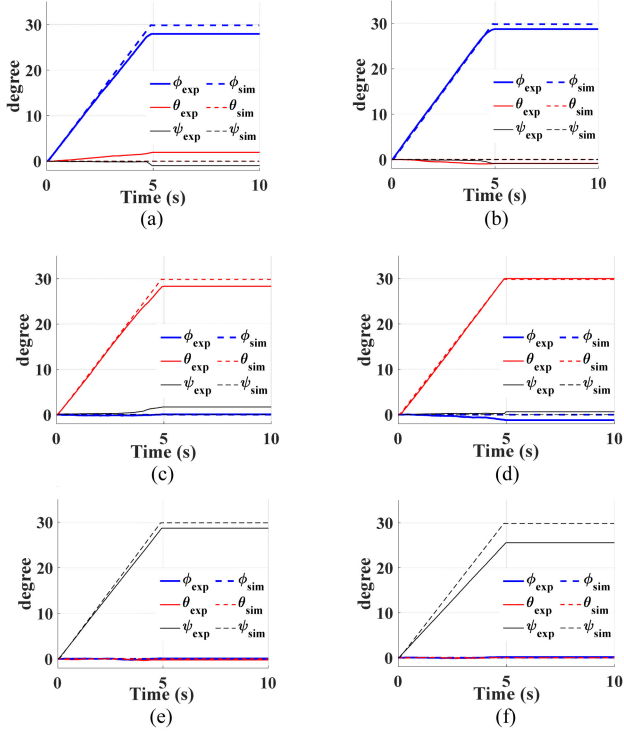 30
20
10
0
degree
ϕexp ϕsim
θexp θsim
ψexp ψsim
0 5 10
Time (s)
(a)
30
20
10
0
degree
ϕexp ϕsim
θexp θsim
ψexp ψsim
0 5 10
Time (s)
(b)
30
20
10
0
degree
ϕexp ϕsim
θexp θsim
ψexp ψsim
0 5 10
Time (s)
(c)
30
20
10
0
degree
ϕexp ϕsim
θexp θsim
ψexp ψsim
0 5 10
Time (s)
(d)
30
20
10
0
degree
ϕexp ϕsim
θexp θsim
ψexp ψsim
0 5 10
Time (s)
(e)
30
20
10
0
degree
ϕexp ϕsim
θexp θsim
ψexp ψsim
0 5 10
Time (s)
(f)